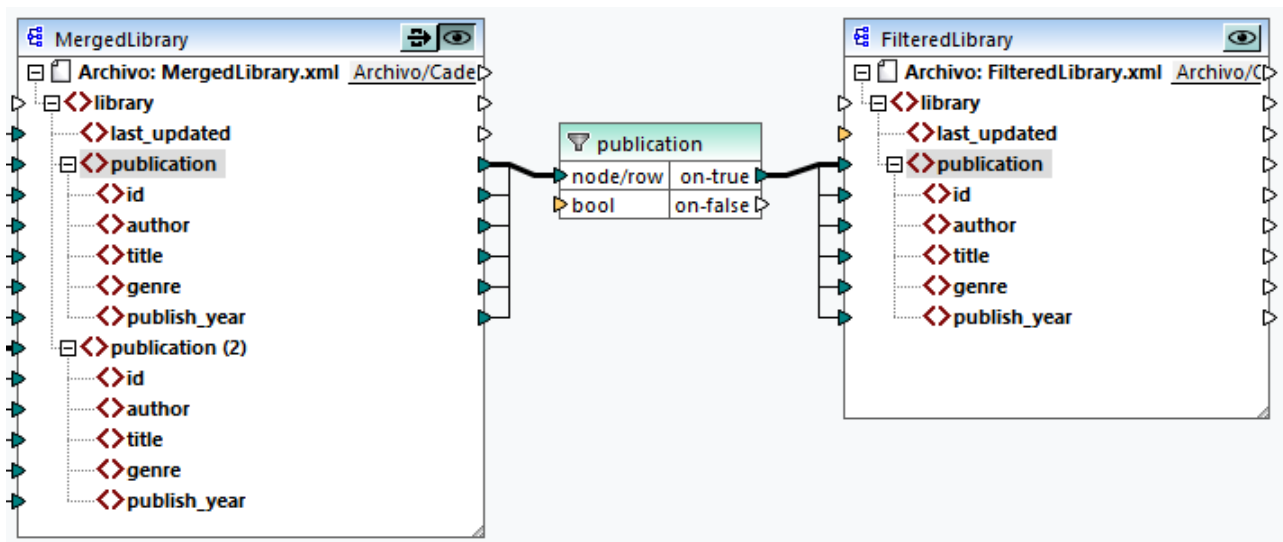 MergedLibrary
Archivo: MergedLibrary.xml Archivo/Cade
library
last_updated
publication
id
author
title
genre
publish_year
publication (2)
id
author
title
genre
publish_year
publication
node/row on-true
bool on-false
FilteredLibrary
Archivo: FilteredLibrary.xml Archivo/C
library
last_updated
publication
id
author
title
genre
publish_year